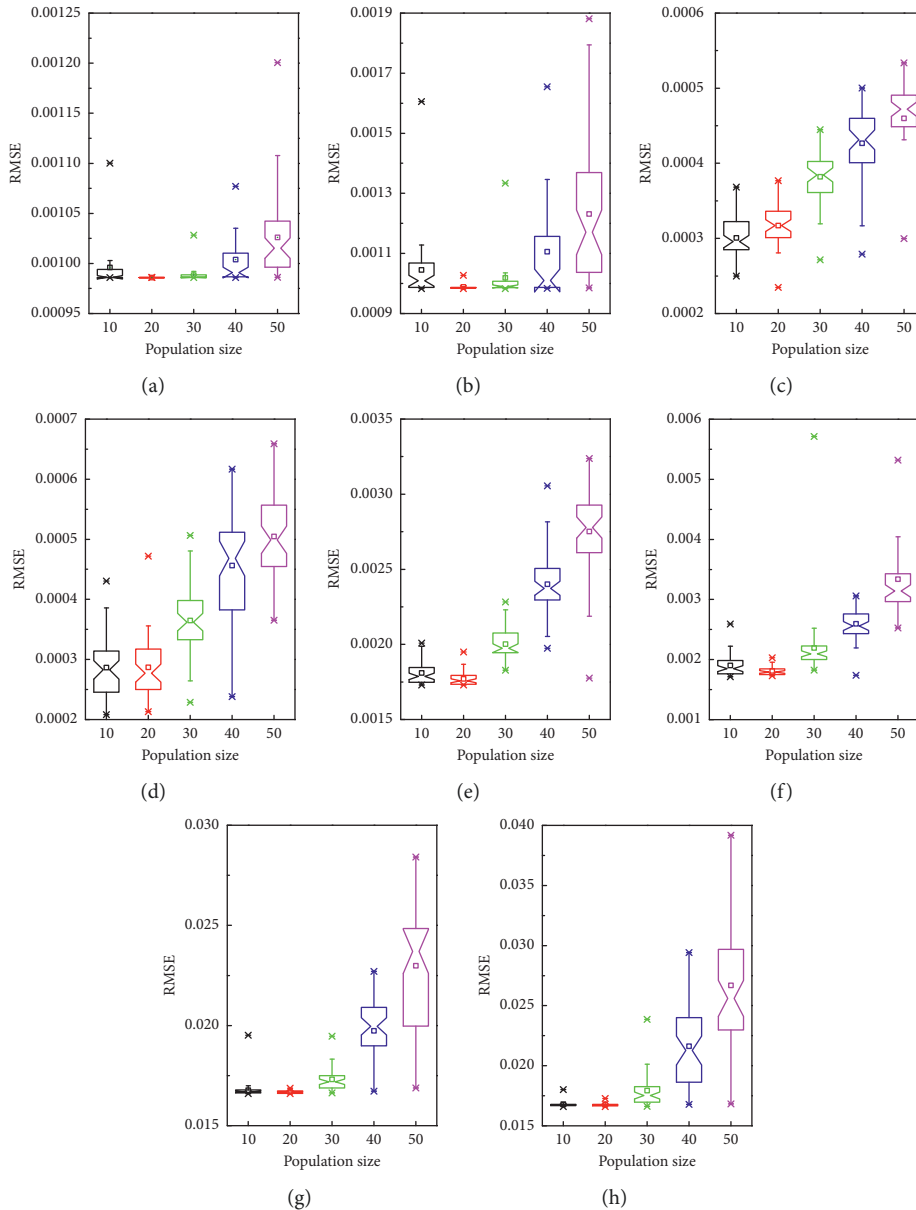 0.00125
0.00120
0.00115
0.00110
0.00105
0.00100
0.00095
RMSE
10 20 30 40 50
Population size
(a)
0.0019
0.0017
0.0015
0.0013
0.0011
0.0009
RMSE
10 20 30 40 50
Population size
(b)
0.0006
0.0005
0.0004
0.0003
0.0002
RMSE
10 20 30 40 50
Population size
(c)
0.0007
0.0006
0.0005
0.0004
0.0003
0.0002
RMSE
10 20 30 40 50
Population size
(d)
0.0035
0.0030
0.0025
0.0020
0.0015
RMSE
10 20 30 40 50
Population size
(e)
0.006
0.005
0.004
0.003
0.002
0.001
RMSE
10 20 30 40 50
Population size
(f)
0.030
0.025
0.020
0.015
RMSE
10 20 30 40 50
Population size
(g)
0.040
0.035
0.030
0.025
0.020
0.015
RMSE
10 20 30 40 50
Population size
(h)